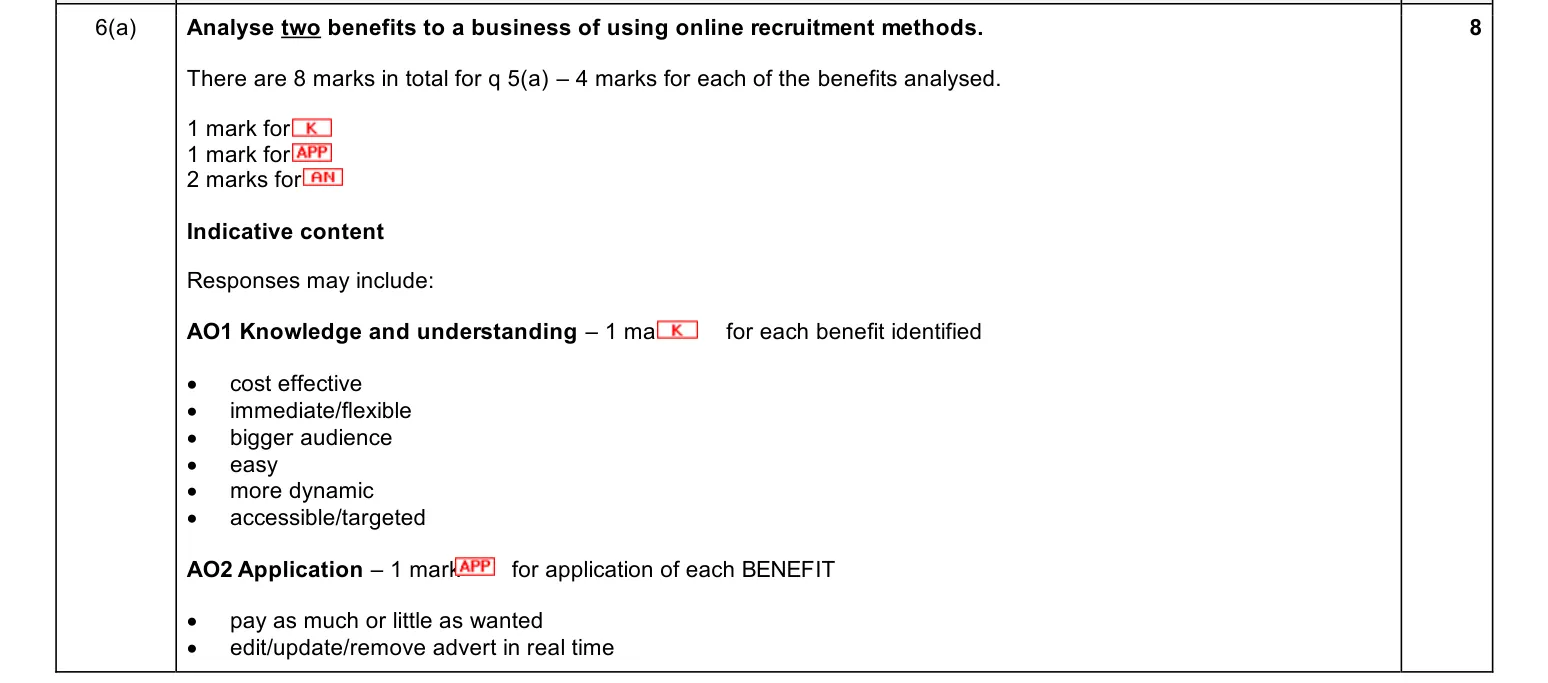 6(a) Analyse two benefits to a business of using online recruitment methods. 8
There are 8 marks in total for q 5(a) – 4 marks for each of the benefits analysed.
1 mark for K
1 mark for APP
2 marks for AN
Indicative content
Responses may include:
AO1 Knowledge and understanding – 1 ma K for each benefit identified
• cost effective
• immediate/flexible
• bigger audience
• easy
• more dynamic
• accessible/targeted
AO2 Application – 1 mark APP for application of each BENEFIT
• pay as much or little as wanted
• edit/update/remove advert in real time